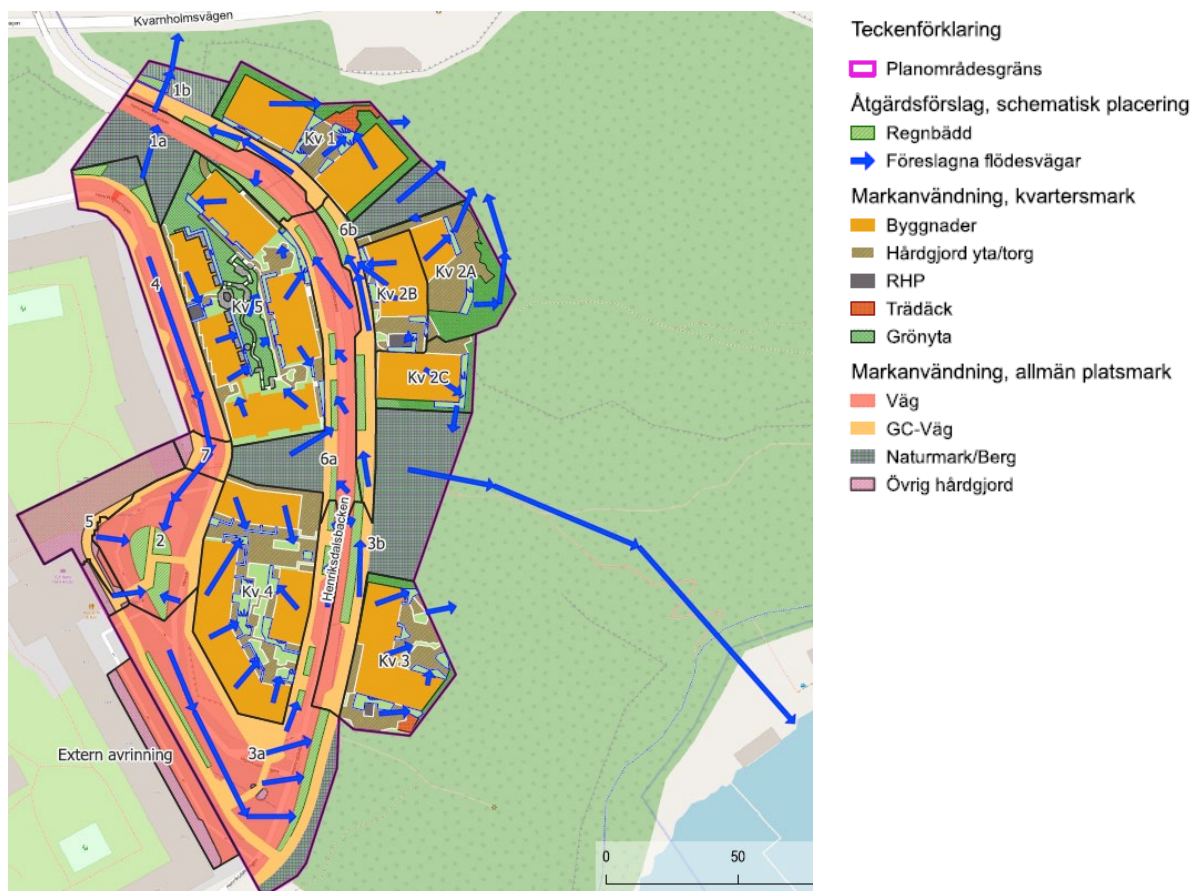 Kvarnholmsvägen
1b
1a
Kv 1
6b
Kv 2A
Kv 2B
4
Kv 5
Kv 2C
7
6a
5
2
Henriksdalsbacken
3b
Kv 4
Kv 3
3a
Extern avrinning
0 50
Teckenförklaring
Planområdesgräns
Åtgärdsförslag, schematisk placering
Regnbädd
Föreslagna flödesvägar
Markanvändning, kvartersmark
Byggnader
Hårdgjord yta/torg
RHP
Trädäck
Grönyta
Markanvändning, allmän platsmark
Väg
GC-Väg
Naturmark/Berg
Övrig hårdgjord